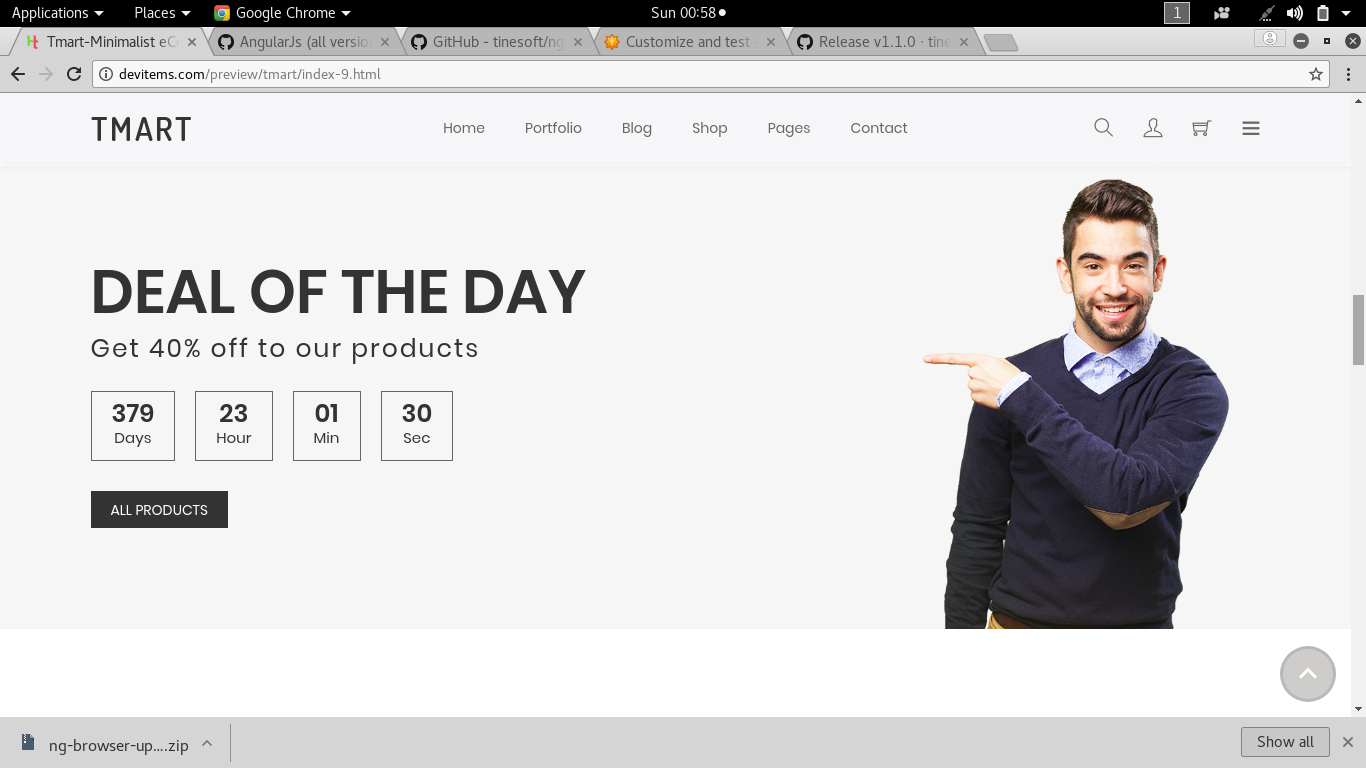 Applications Places Google Chrome Sun 00:58 1
Tmart-Minimalist eC AngularJs (all versio GitHub - tinesoft/ng Customize and test - Release v1.1.0 · tine
devitems.com/preview/tmart/index-9.html
TMART Home Portfolio Blog Shop Pages Contact
DEAL OF THE DAY
Get 40% off to our products
379 23 01 30
Days Hour Min Sec
ALL PRODUCTS
ng-browser-up....zip Show all